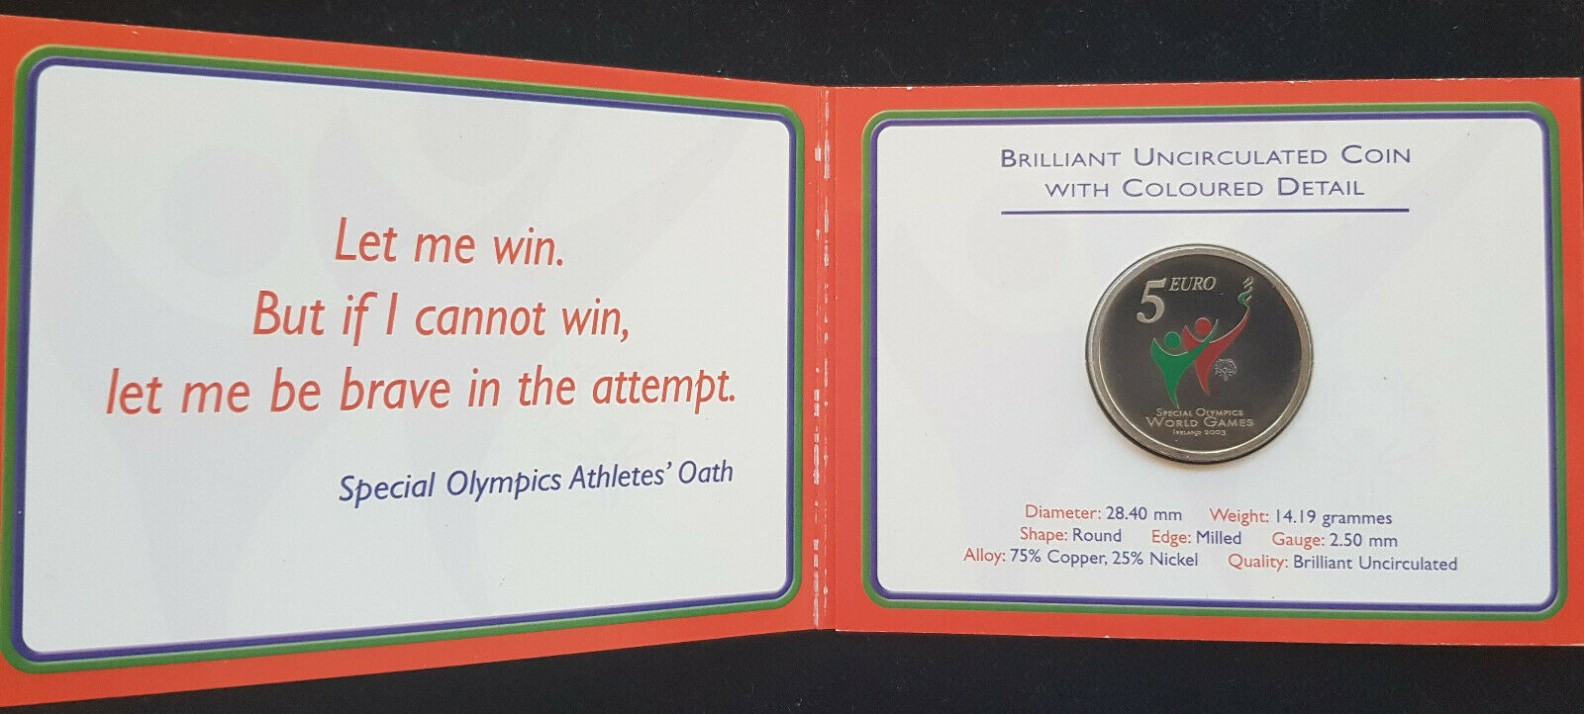 Let me win.
But if I cannot win,
let me be brave in the attempt.
Special Olympics Athletes' Oath
BRILLIANT UNCIRCULATED COIN
WITH COLOURED DETAIL
5 EURO
SPECIAL OLYMPICS
WORLD GAMES
IRELAND 2003
Diameter: 28.40 mm Weight: 14.19 grammes
Shape: Round Edge: Milled Gauge: 2.50 mm
Alloy: 75% Copper, 25% Nickel Quality: Brilliant Uncirculated